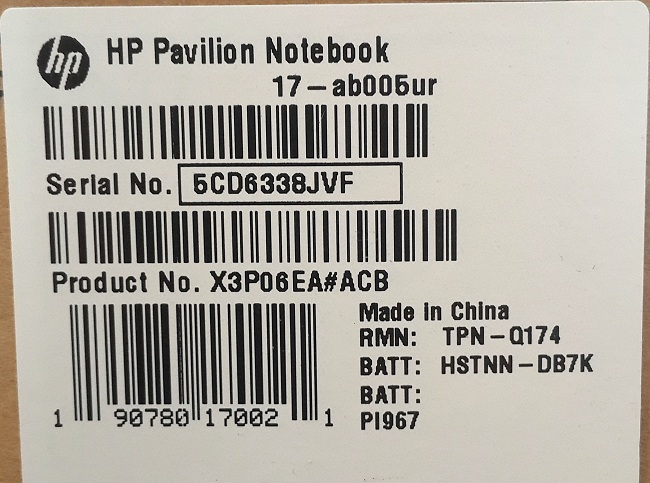 hp HP Pavilion Notebook
17-ab005ur
Serial No. 5CD6338JVF
Product No. X3P06EA#ACB
Made in China
RMN: TPN-Q174
BATT: HSTNN-DB7K
BATT:
PI967
1 90780 17002 1